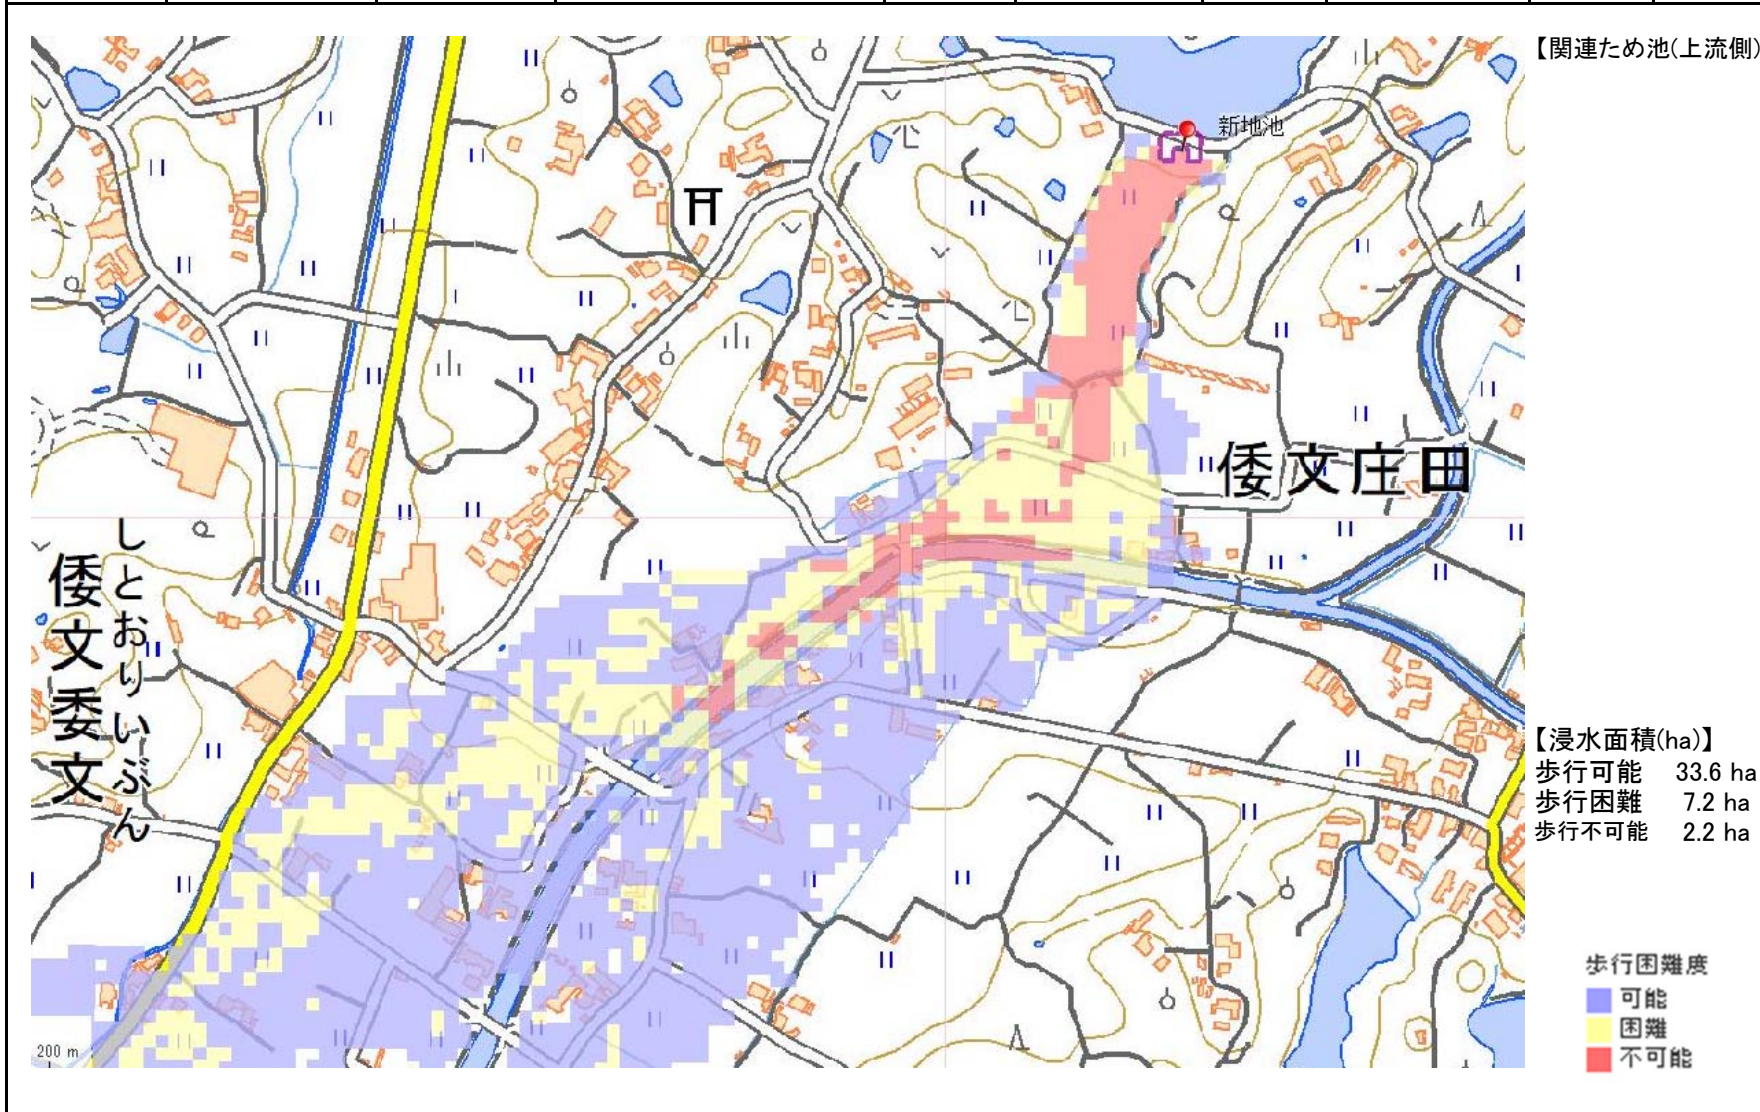 【関連ため池(上流側)
新地池
倭文庄田
しとおりいぶん
倭文委文
【浸水面積(ha)】
歩行可能 33.6 ha
歩行困難 7.2 ha
歩行不可能 2.2 ha
歩行困難度
可能
困難
不可能
200 m